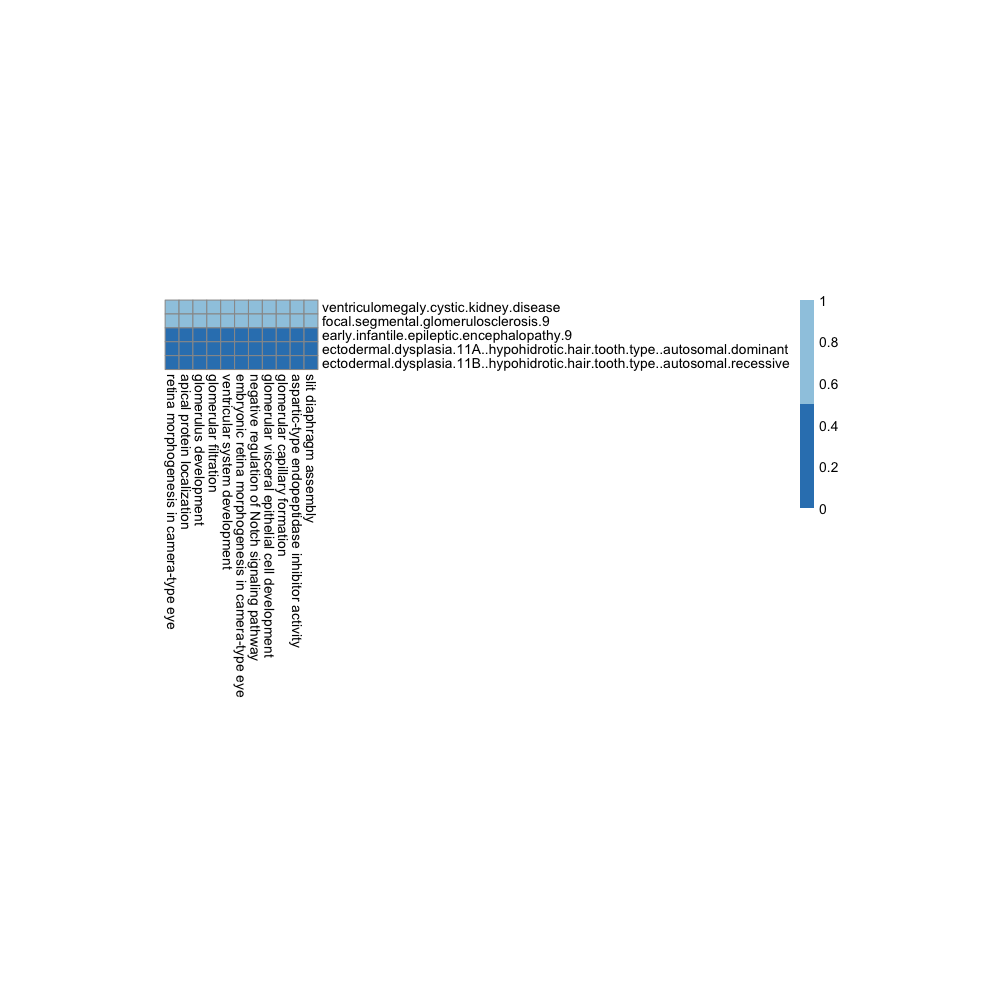 ventriculomegaly.cystic.kidney.disease
focal.segmental.glomerulosclerosis.9
early.infantile.epileptic.encephalopathy.9
ectodermal.dysplasia.11A..hypohidrotic.hair.tooth.type..autosomal.dominant
ectodermal.dysplasia.11B..hypohidrotic.hair.tooth.type..autosomal.recessive
retina morphogenesis in camera-type eye
apical protein localization
glomerulus development
glomerular filtration
ventricular system development
embryonic retina morphogenesis in camera-type eye
negative regulation of Notch signaling pathway
glomerular visceral epithelial cell development
glomerular capillary formation
aspartic-type endopeptidase inhibitor activity
slit diaphragm assembly
1
0.8
0.6
0.4
0.2
0